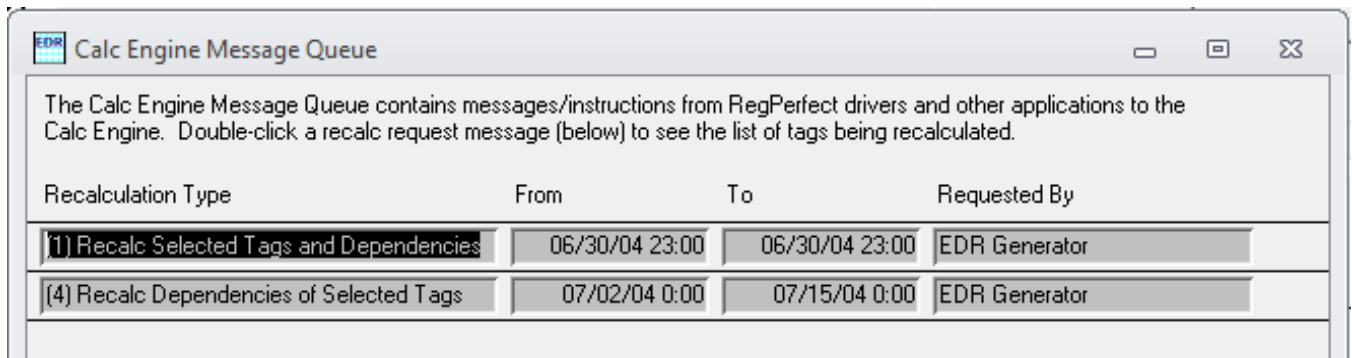 EDR Calc Engine Message Queue
The Calc Engine Message Queue contains messages/instructions from RegPerfect drivers and other applications to the
Calc Engine. Double-click a recalc request message (below) to see the list of tags being recalculated.
Recalculation Type From To Requested By
(1) Recalc Selected Tags and Dependencies 06/30/04 23:00 06/30/04 23:00 EDR Generator
(4) Recalc Dependencies of Selected Tags 07/02/04 0:00 07/15/04 0:00 EDR Generator